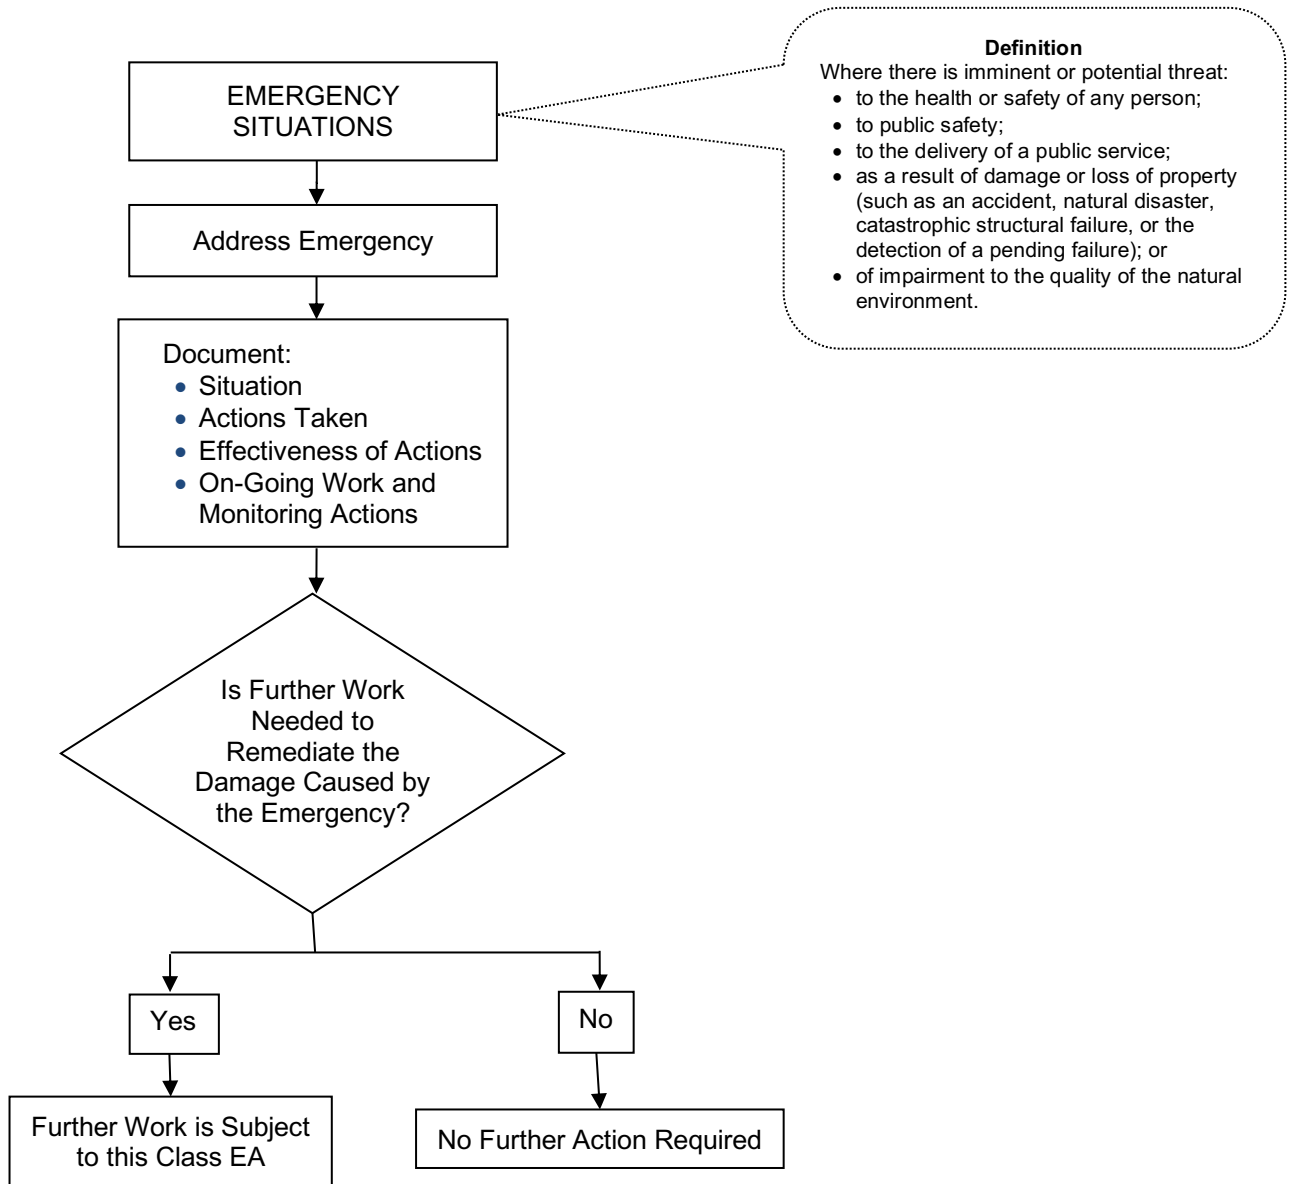 EMERGENCY
SITUATIONS
Definition
Where there is imminent or potential threat:
• to the health or safety of any person;
• to public safety;
• to the delivery of a public service;
• as a result of damage or loss of property
(such as an accident, natural disaster,
catastrophic structural failure, or the
detection of a pending failure); or
• of impairment to the quality of the natural
environment.
Address Emergency
Document:
• Situation
• Actions Taken
• Effectiveness of Actions
• On-Going Work and
Monitoring Actions
Is Further Work
Needed to
Remediate the
Damage Caused by
the Emergency?
Yes
No
Further Work is Subject
to this Class EA
No Further Action Required